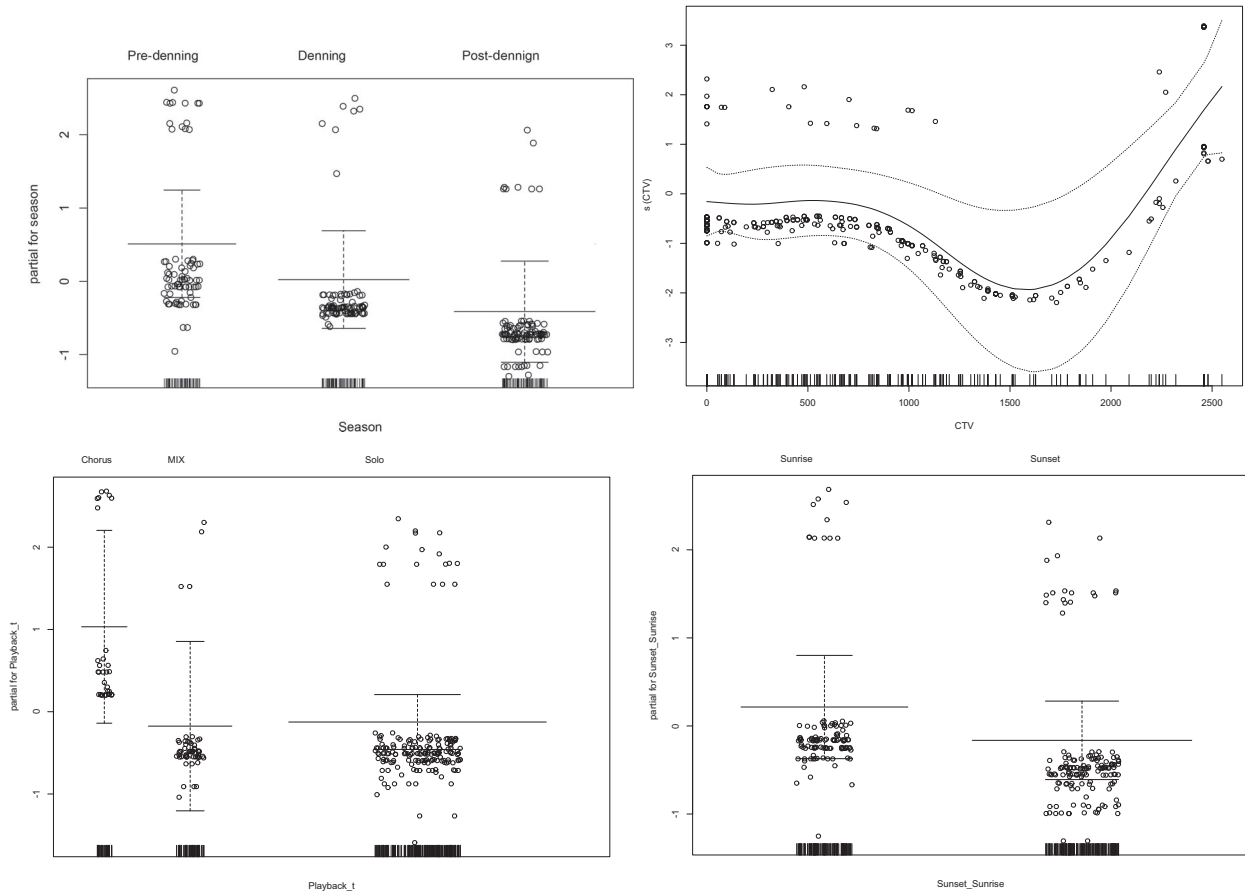 Pre-denning Denning Post-dennign
partial for season
2
1
0
-1
Season
s (CTV)
3
2
1
0
-1
-2
-3
0 500 1000 1500 2000 2500
CTV
Chorus MIX Solo
partial for Playback_t
2
1
0
-1
Playback_t
Sunrise Sunset
partial for Sunset_Sunrise
2
1
0
-1
Sunset_Sunrise